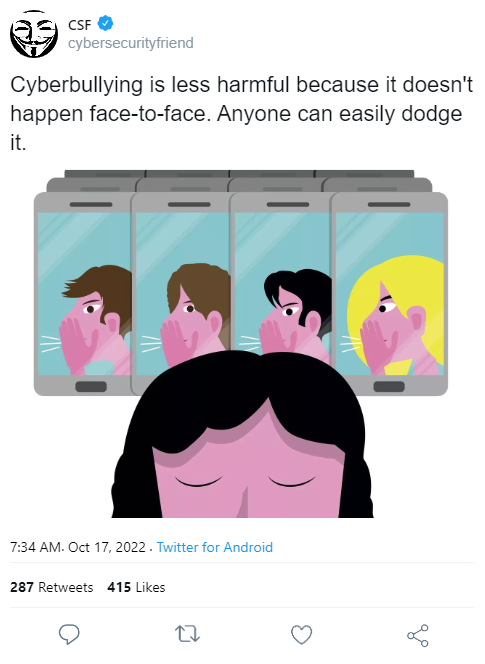 CSF
cybersecurityfriend
Cyberbullying is less harmful because it doesn't
happen face-to-face. Anyone can easily dodge
it.
7:34 AM. Oct 17, 2022 . Twitter for Android
287 Retweets 415 Likes